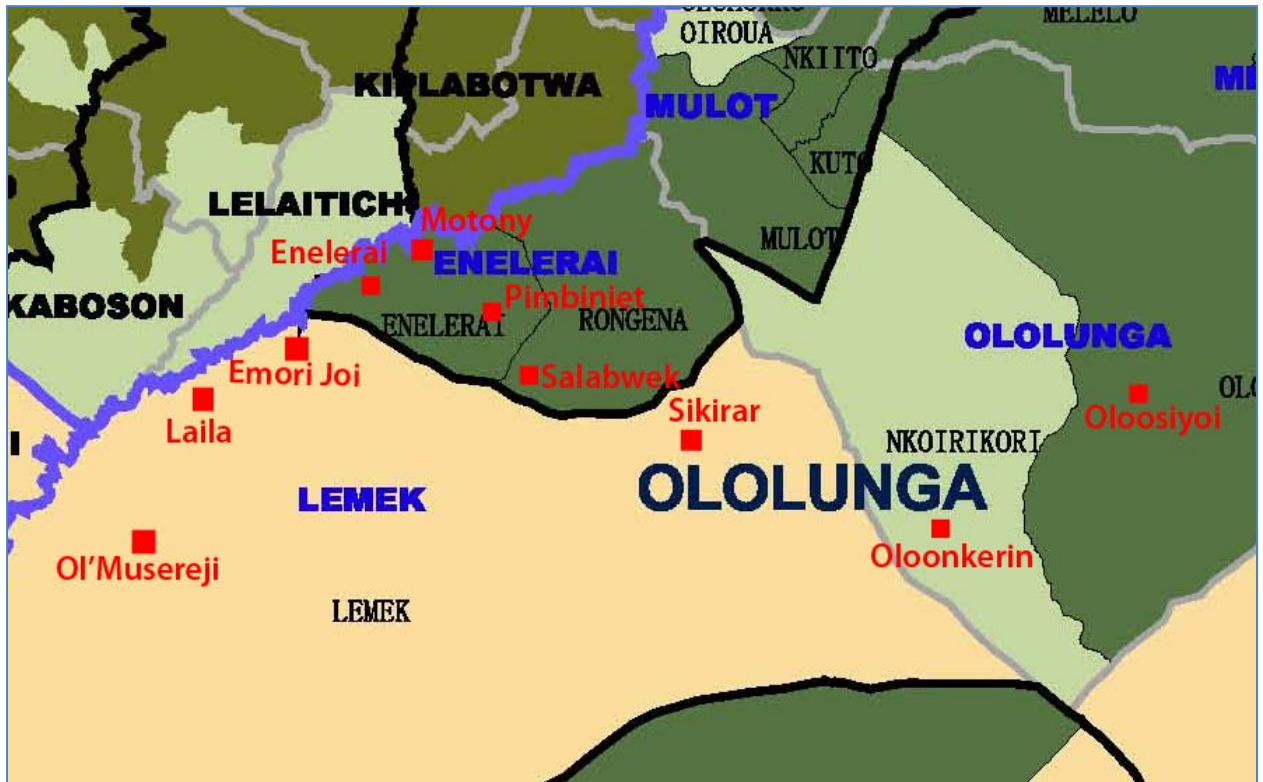 OIROUA
MELELO
NKIITO
KIPLABOTWA
MULOT
KUTO
LELAITICH
Motony
MULOT
Enelerai
ENELERAI
KABOSON
Pimbiniet
ENELERAI
RONGENA
OLOLUNGA
Emori Joi
Salabwek
Laila
Sikirar
Oloosiyoi
NKOIRIKORI
LEMEK
OLOLUNGA
Oloonkerin
Ol'Musereji
LEMEK